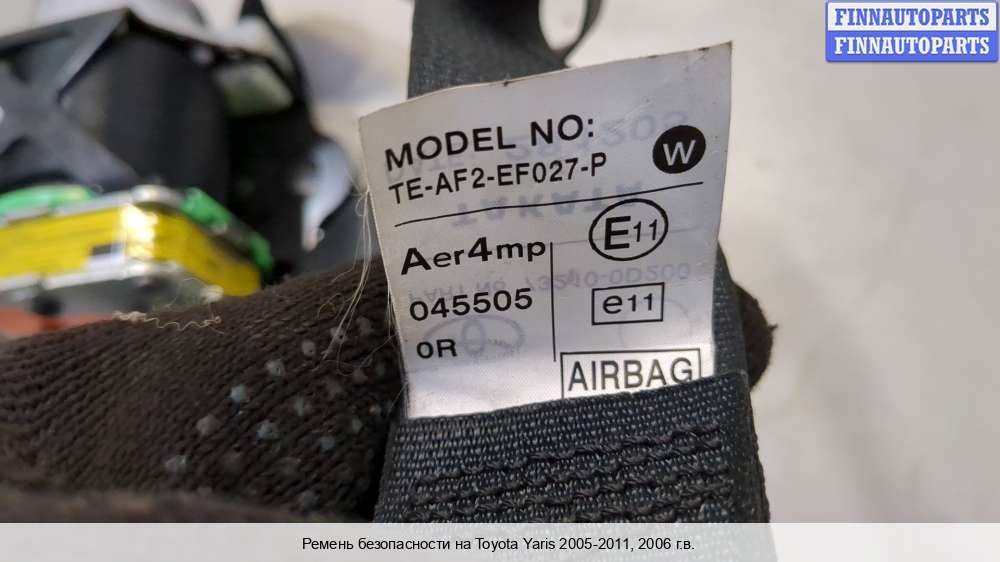 FINNAUTOPARTS
FINNAUTOPARTS
MODEL NO:
TE-AF2-EF027-P
W
Aer4mp
E11
045505
e11
0R
AIRBAG
Ремень безопасности на Toyota Yaris 2005-2011, 2006 г.в.